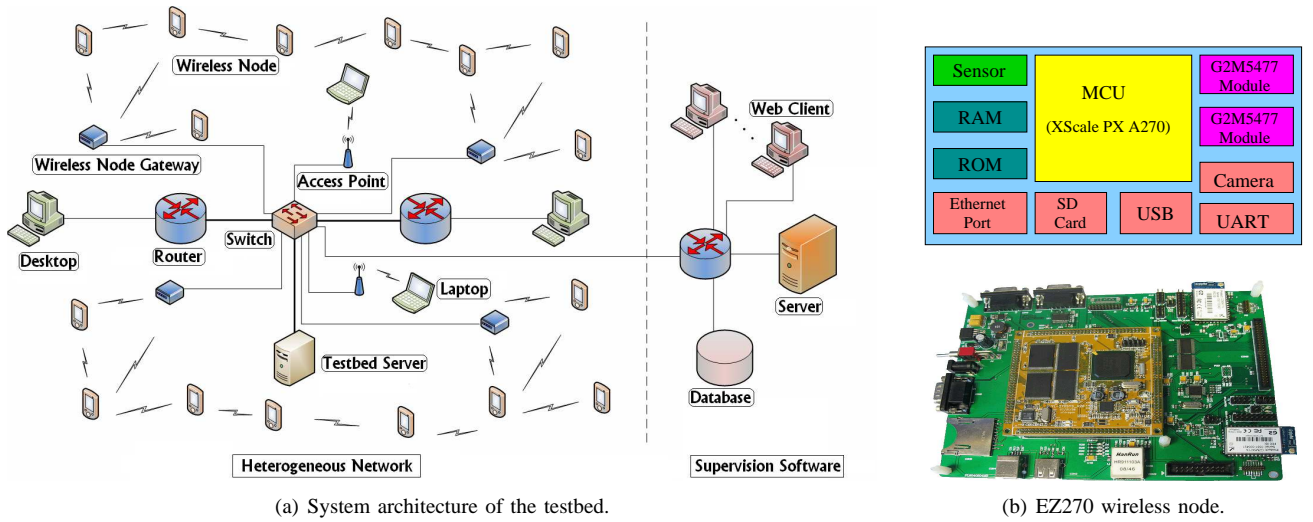 Wireless Node
Wireless Node Gateway
Access Point
Desktop
Router
Switch
Laptop
Testbed Server
Heterogeneous Network
Web Client
Server
Database
Supervision Software
(a) System architecture of the testbed.
Sensor
RAM
ROM
MCU
(XScale PX A270)
G2M5477
Module
G2M5477
Module
Camera
Ethernet
Port
SD
Card
USB
UART
HanRun
(b) EZ270 wireless node.